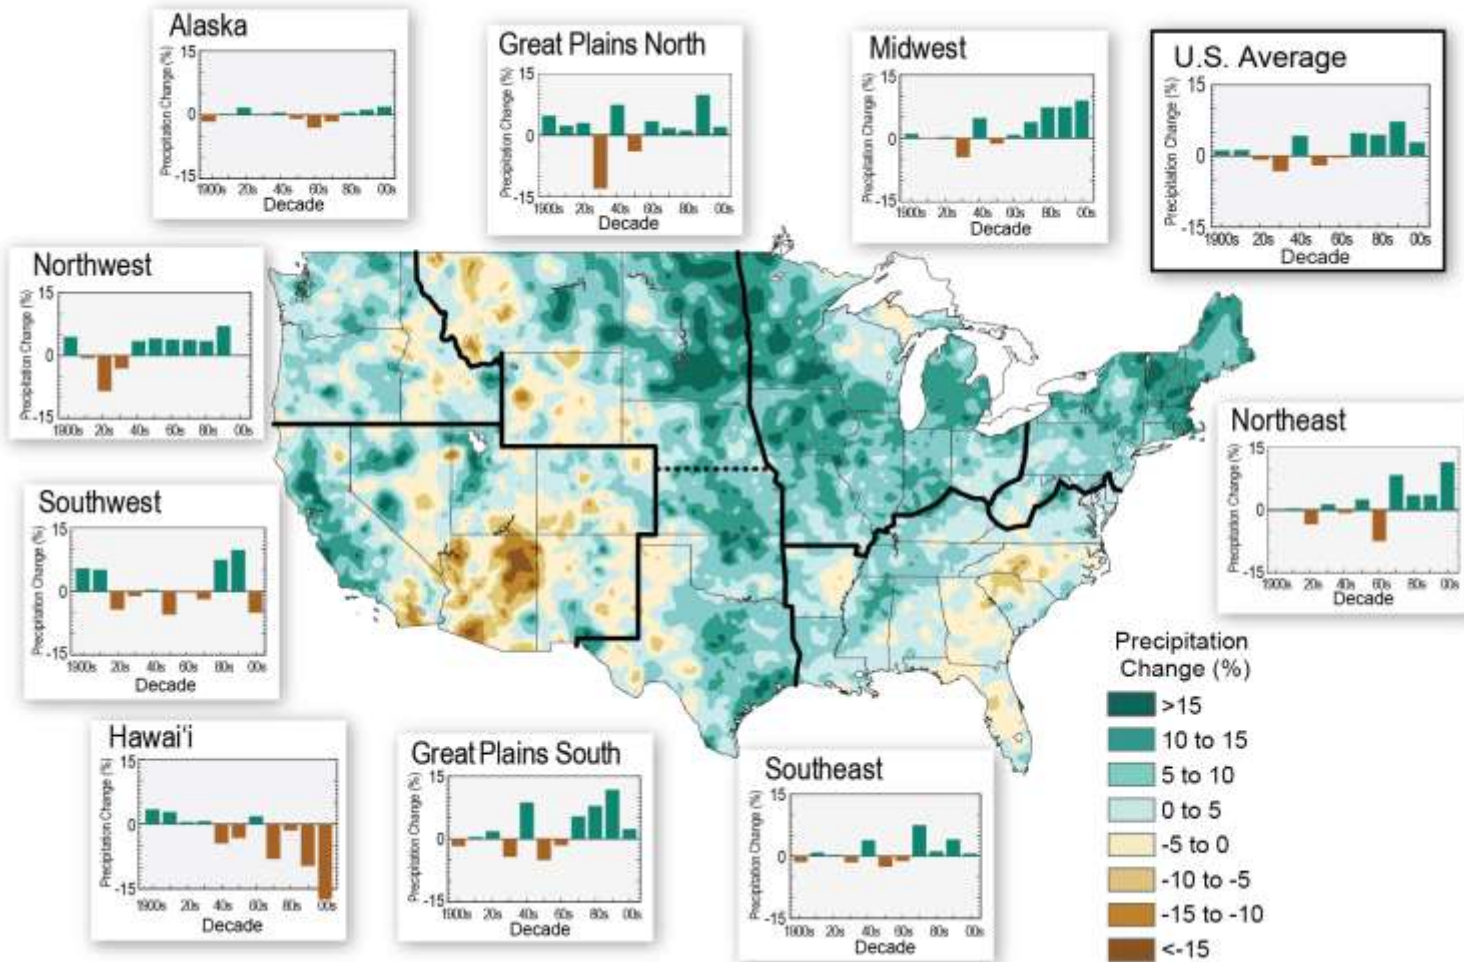 Alaska
Precipitation Change (%)
15
0
-15
1900s 20s 40s 60s 80s 00s
Decade
Great Plains North
Precipitation Change (%)
15
0
-15
1900s 20s 40s 60s 80s 00s
Decade
Midwest
Precipitation Change (%)
15
0
-15
1900s 20s 40s 60s 80s 00s
Decade
U.S. Average
Precipitation Change (%)
15
0
-15
1900s 20s 40s 60s 80s 00s
Decade
Northwest
Precipitation Change (%)
15
0
-15
1900s 20s 40s 60s 80s 00s
Decade
Northeast
Precipitation Change (%)
15
0
-15
1900s 20s 40s 60s 80s 00s
Decade
Southwest
Precipitation Change (%)
15
0
-15
1900s 20s 40s 60s 80s 00s
Decade
Hawai‘i
Precipitation Change (%)
15
0
-15
1900s 20s 40s 60s 80s 00s
Decade
Great Plains South
Precipitation Change (%)
15
0
-15
1900s 20s 40s 60s 80s 00s
Decade
Southeast
Precipitation Change (%)
15
0
-15
1900s 20s 40s 60s 80s 00s
Decade
Precipitation
Change (%)
>15
10 to 15
5 to 10
0 to 5
-5 to 0
-10 to -5
-15 to -10
<-15